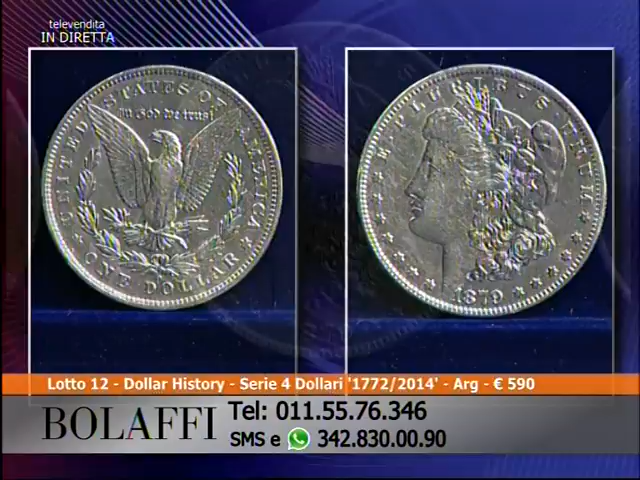 televendita
IN DIRETTA
UNITED STATES OF AMERICA
In God we trust
ONE DOLLAR
E·PLURIBUS·UNUM
1879
Lotto 12 - Dollar History - Serie 4 Dollari '1772/2014' - Arg - € 590
BOLAFFI
Tel: 011.55.76.346
SMS e 342.830.00.90